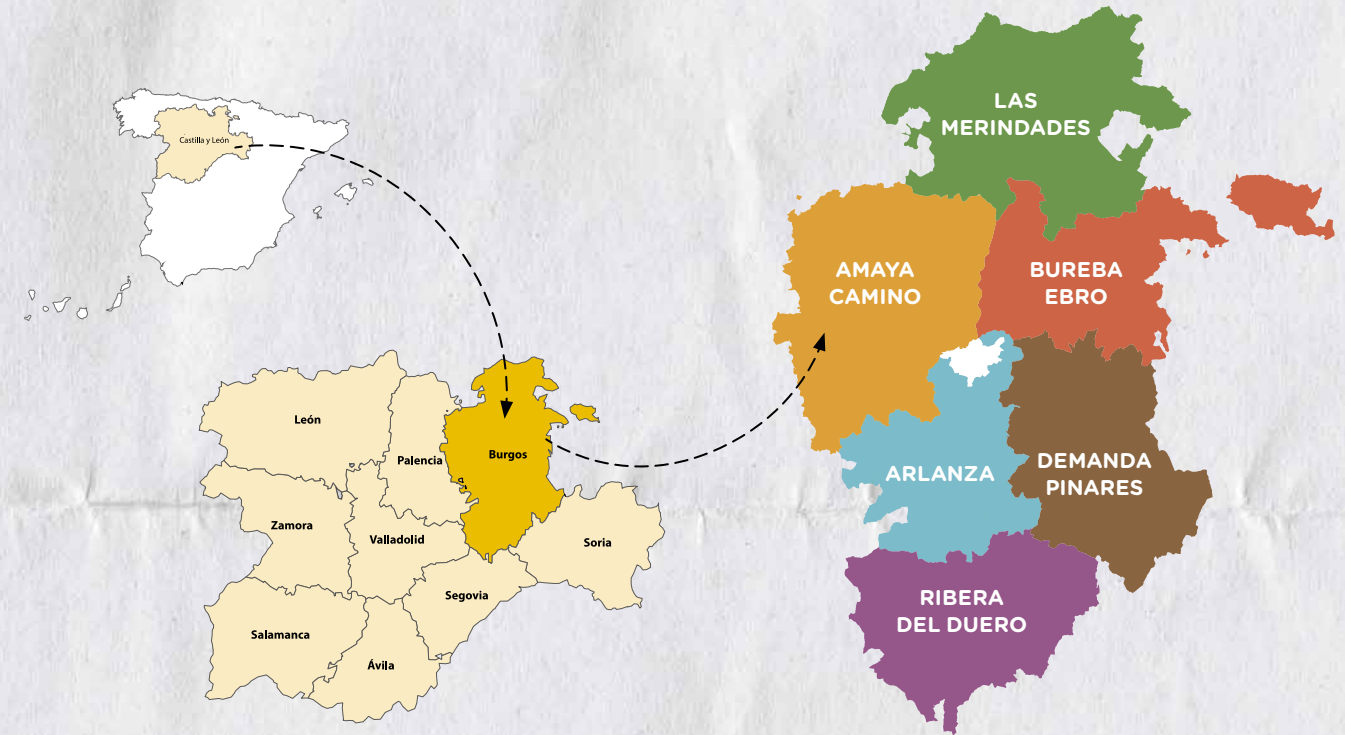 Castilla y León
León
Palencia
Burgos
Zamora
Valladolid
Soria
Segovia
Salamanca
Ávila
LAS
MERINDADES
AMAYA
CAMINO
BUREBA
EBRO
ARLANZA
DEMANDA
PINARES
RIBERA
DEL DUERO